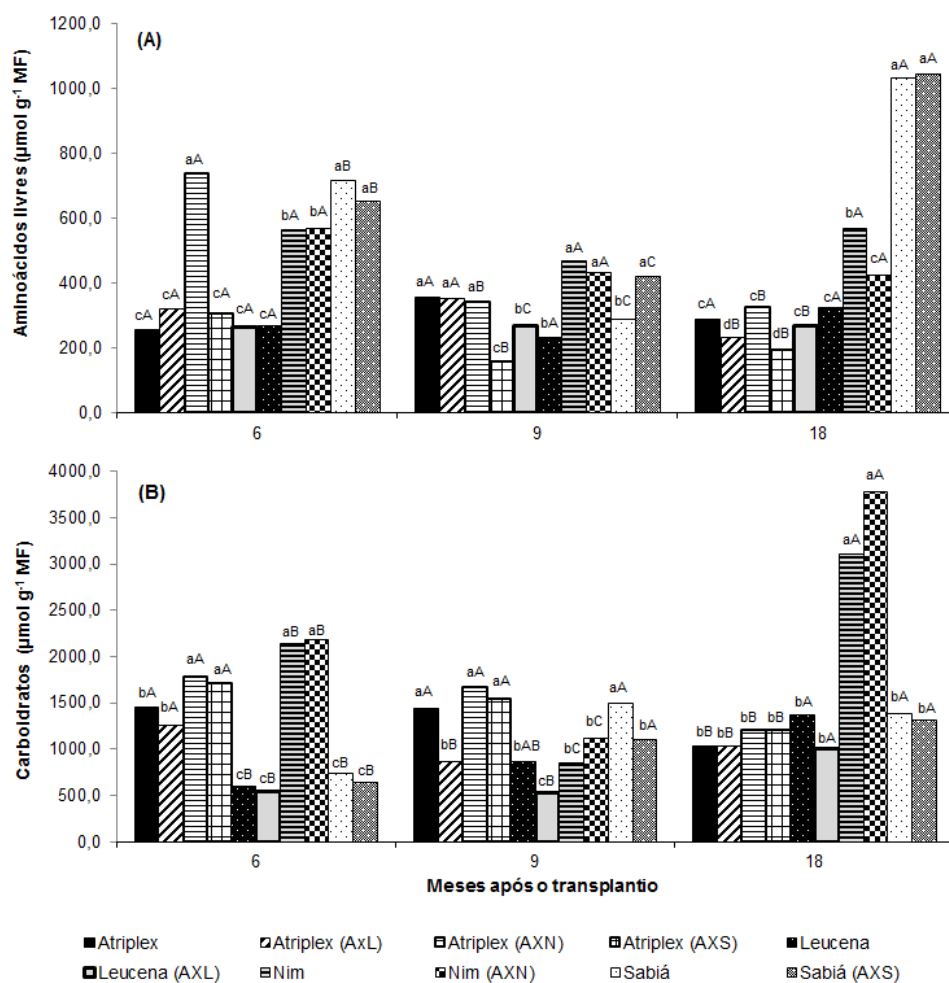 (A)
Aminoácidos livres (µmol g-1 MF)
1200,0
1000,0
800,0
600,0
400,0
200,0
0,0
cA cA aA cA cA cA bA bA aB aB
aA aA aB cB bC bA aA aA bC aC
cA dB cB dB cB cA bA cA aA aA
6 9 18
(B)
Carboldratos (µmol g-1 MF)
4000,0
3500,0
3000,0
2500,0
2000,0
1500,0
1000,0
500,0
0,0
bA bA aA aA cB cB aB aB cB cB
aA bB aA aA bAB cB bC bC aA bA
bB bB bB bB bA bA aA aA bA bA
6 9 18
Meses após o transplantio
Atriplex Atriplex (AxL) Atriplex (AXN) Atriplex (AXS) Leucena
Leucena (AXL) Nim Nim (AXN) Sabiá Sabiá (AXS)